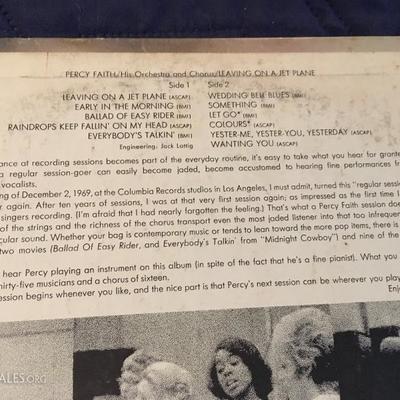 PERCY FAITH/His Orchestra and Chorus/LEAVING ON A JET PLANE
Side 1 Side 2
LEAVING ON A JET PLANE (ASCAP) WEDDING BELL BLUES (BMI)
EARLY IN THE MORNING (BMI) SOMETHING (BMI)
BALLAD OF EASY RIDER (BMI) LET GO* (BMI)
RAINDROPS KEEP FALLIN' ON MY HEAD (ASCAP) COLOURS* (ASCAP)
EVERYBODY'S TALKIN' (BMI) YESTER-ME, YESTER-YOU, YESTERDAY (ASCAP)
Engineering: Jack Lattig WANTING YOU (ASCAP)
ance at recording sessions becomes part of the everyday routine, it's easy to take what you hear for grante
a regular session-goer can easily become jaded, become accustomed to hearing fine performances fr
vocalists.
ng of December 2, 1969, at the Columbia Records studios in Los Angeles, I must admit, turned this "regular sessio
er again. After ten years of sessions, I was at that very first session again; as impressed as the first time I
singers recording. (I'm afraid that I had nearly forgotten the feeling.) That's what a Percy Faith session does
of the strings and the richness of the chorus transport even the most jaded listener into that too infrequen
cular sound. Whether your bag is contemporary music or tends to lean toward the more pop items, there is
two movies (Ballad Of Easy Rider, and Everybody's Talkin' from "Midnight Cowboy") and nine of the
hear Percy playing an instrument on this album (in spite of the fact that he's a fine pianist). What you
hirty-five musicians and a chorus of sixteen.
ession begins whenever you like, and the nice part is that Percy's next session can be wherever you play
Enj
ALES.ORG